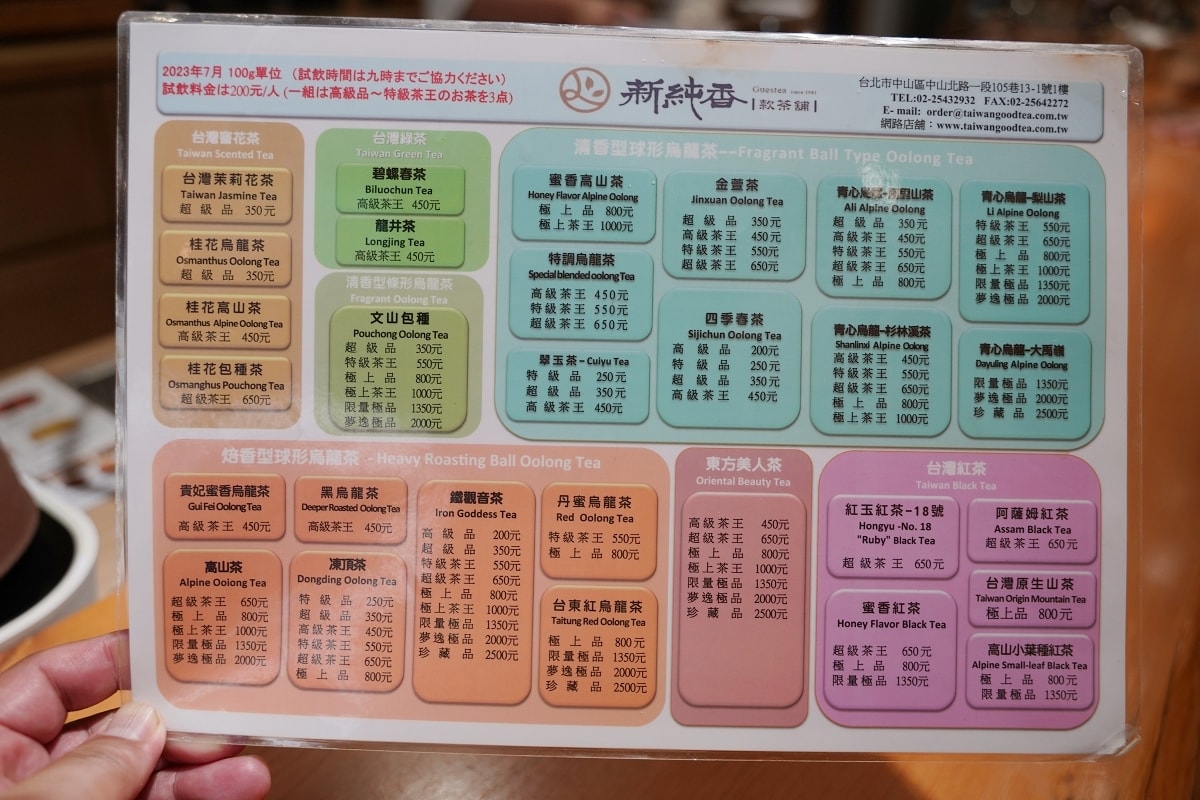 2023年7月 100g單位 (試飲時間は九時までご協力ください)
試飲料金は200元/人 (一組は高級品～特級茶王のお茶を3点)
新純香
Guestea since 1981
歇茶舖
台北市中山區中山北路一段105巷13-1號1樓
TEL:02-25432932 FAX:02-25642272
E- mail: order@taiwangoodtea.com.tw
網路店舖：www.taiwangoodtea.com.tw
台灣窨花茶
Taiwan Scented Tea
台灣茉莉花茶
Taiwan Jasmine Tea
超級品 350元
桂花烏龍茶
Osmanthus Oolong Tea
超級品 350元
桂花高山茶
Osmanthus Alpine Oolong Tea
高級茶王 450元
桂花包種茶
Osmanghus Pouchong Tea
超級茶王 650元
台灣綠茶
Taiwan Green Tea
碧螺春茶
Biluochun Tea
高級茶王 450元
龍井茶
Longjing Tea
高級茶王 450元
清香型條形烏龍茶
Fragrant Oolong Tea
文山包種
Pouchong Oolong Tea
超級品 350元
特級茶王 550元
極上品 800元
極上茶王 1000元
限量極品 1350元
夢逸極品 2000元
清香型球形烏龍茶--Fragrant Ball Type Oolong Tea
蜜香高山茶
Honey Flavor Alpine Oolong
極上品 800元
極上茶王 1000元
特調烏龍茶
Special blended oolong Tea
高級茶王 450元
特級茶王 550元
超級茶王 650元
翠玉茶-Cuiyu Tea
特級品 250元
超級品 350元
高級茶王 450元
金萱茶
Jinxuan Oolong Tea
超級品 350元
高級茶王 450元
特級茶王 550元
超級茶王 650元
四季春茶
Sijichun Oolong Tea
高級品 200元
特級品 250元
超級品 350元
高級茶王 450元
青心烏龍-山茶
Ali Alpine Oolong
超級品 350元
高級茶王 450元
特級茶王 550元
超級茶王 650元
極上品 800元
青心烏龍-杉林溪茶
Shanlinxi Alpine Oolong
高級茶王 450元
特級茶王 550元
超級茶王 650元
極上品 800元
極上茶王 1000元
青心烏龍-梨山茶
Li Alpine Oolong
特級茶王 550元
超級茶王 650元
極上品 800元
極上茶王 1000元
限量極品 1350元
夢逸極品 2000元
青心烏龍-大禹嶺
Dayuling Alpine Oolong
限量極品 1350元
夢逸極品 2000元
珍藏品 2500元
焙香型球形烏龍茶 - Heavy Roasting Ball Oolong Tea
貴妃蜜香烏龍茶
Gui Fei Oolong Tea
高級茶王 450元
黑烏龍茶
Deeper Roasted Oolong Tea
高級茶王 450元
高山茶
Alpine Ooiong Tea
超級茶王 650元
極上品 800元
極上茶王 1000元
限量極品 1350元
夢逸極品 2000元
凍頂茶
Dongding Oolong Tea
特級品 250元
超級品 350元
高級茶王 450元
特級茶王 550元
超級茶王 650元
極上品 800元
鐵觀音茶
Iron Goddess Tea
高級品 200元
超級品 350元
特級茶王 550元
超級茶王 650元
極上品 800元
極上茶王 1000元
限量極品 1350元
夢逸極品 2000元
珍藏品 2500元
丹蜜烏龍茶
Red Oolong Tea
特級茶王 550元
極上品 800元
台東紅烏龍茶
Taitung Red Oolong Tea
極上品 800元
限量極品 1350元
夢逸極品 2000元
珍藏品 2500元
東方美人茶
Oriental Beauty Tea
高級茶王 450元
超級茶王 650元
極上品 800元
極上茶王 1000元
限量極品 1350元
夢逸極品 2000元
珍藏品 2500元
台灣紅茶
Taiwan Black Tea
紅玉紅茶-18號
Hongyu -No. 18
"Ruby" Black Tea
超級茶王 650元
蜜香紅茶
Honey Flavor Black Tea
超級茶王 650元
極上品 800元
限量極品 1350元
阿薩姆紅茶
Assam Black Tea
超級茶王 650元
台灣原生山茶
Taiwan Origin Mountain Tea
極上品 800元
高山小葉種紅茶
Alpine Small-leaf Black Tea
極上品 800元
限量極品 1350元